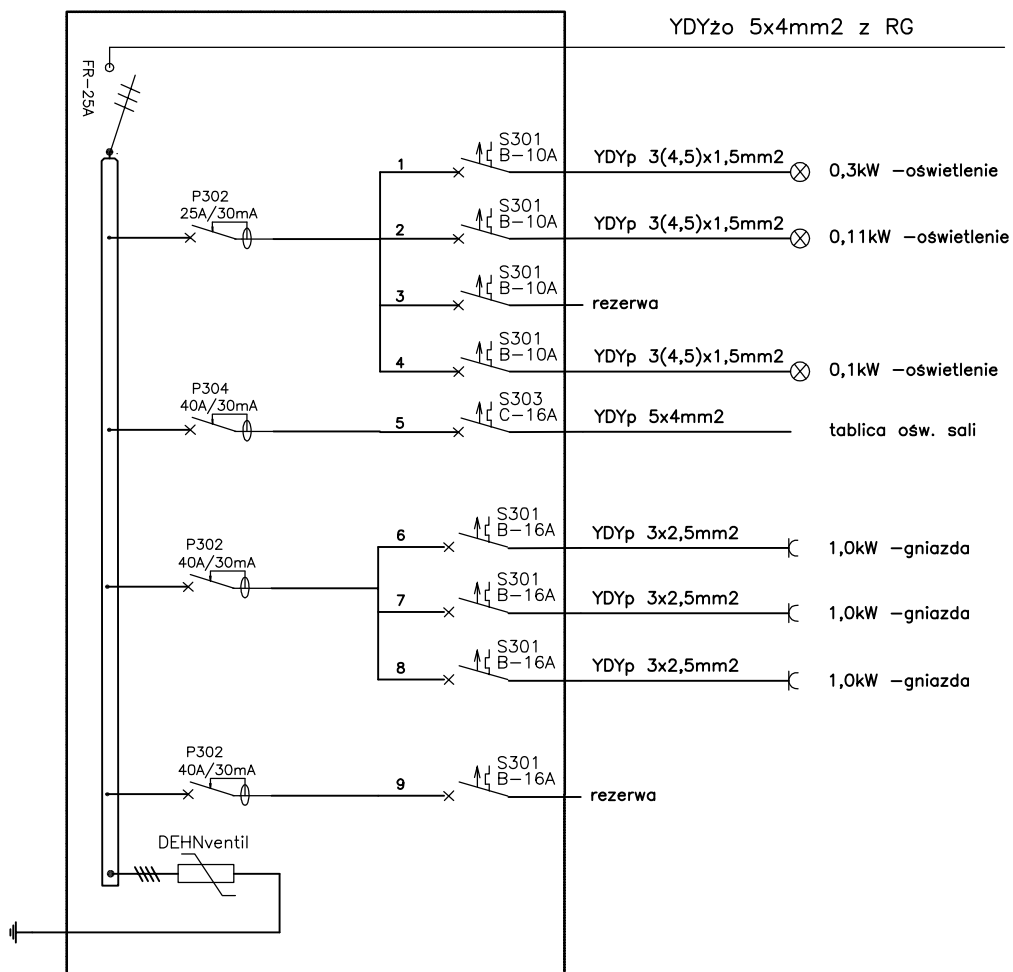 YDYżo 5x4mm2 z RG
FR-25A
S301
B-10A
1
YDYp 3(4,5)x1,5mm2
0,3kW -oświetlenie
P302
25A/30mA
S301
B-10A
2
YDYp 3(4,5)x1,5mm2
0,11kW -oświetlenie
S301
B-10A
3
rezerwa
S301
B-10A
4
YDYp 3(4,5)x1,5mm2
0,1kW -oświetlenie
P304
40A/30mA
S303
C-16A
5
YDYp 5x4mm2
tablica ośw. sali
S301
B-16A
6
YDYp 3x2,5mm2
1,0kW -gniazda
P302
40A/30mA
S301
B-16A
7
YDYp 3x2,5mm2
1,0kW -gniazda
S301
B-16A
8
YDYp 3x2,5mm2
1,0kW -gniazda
P302
40A/30mA
S301
B-16A
9
rezerwa
DEHNventil